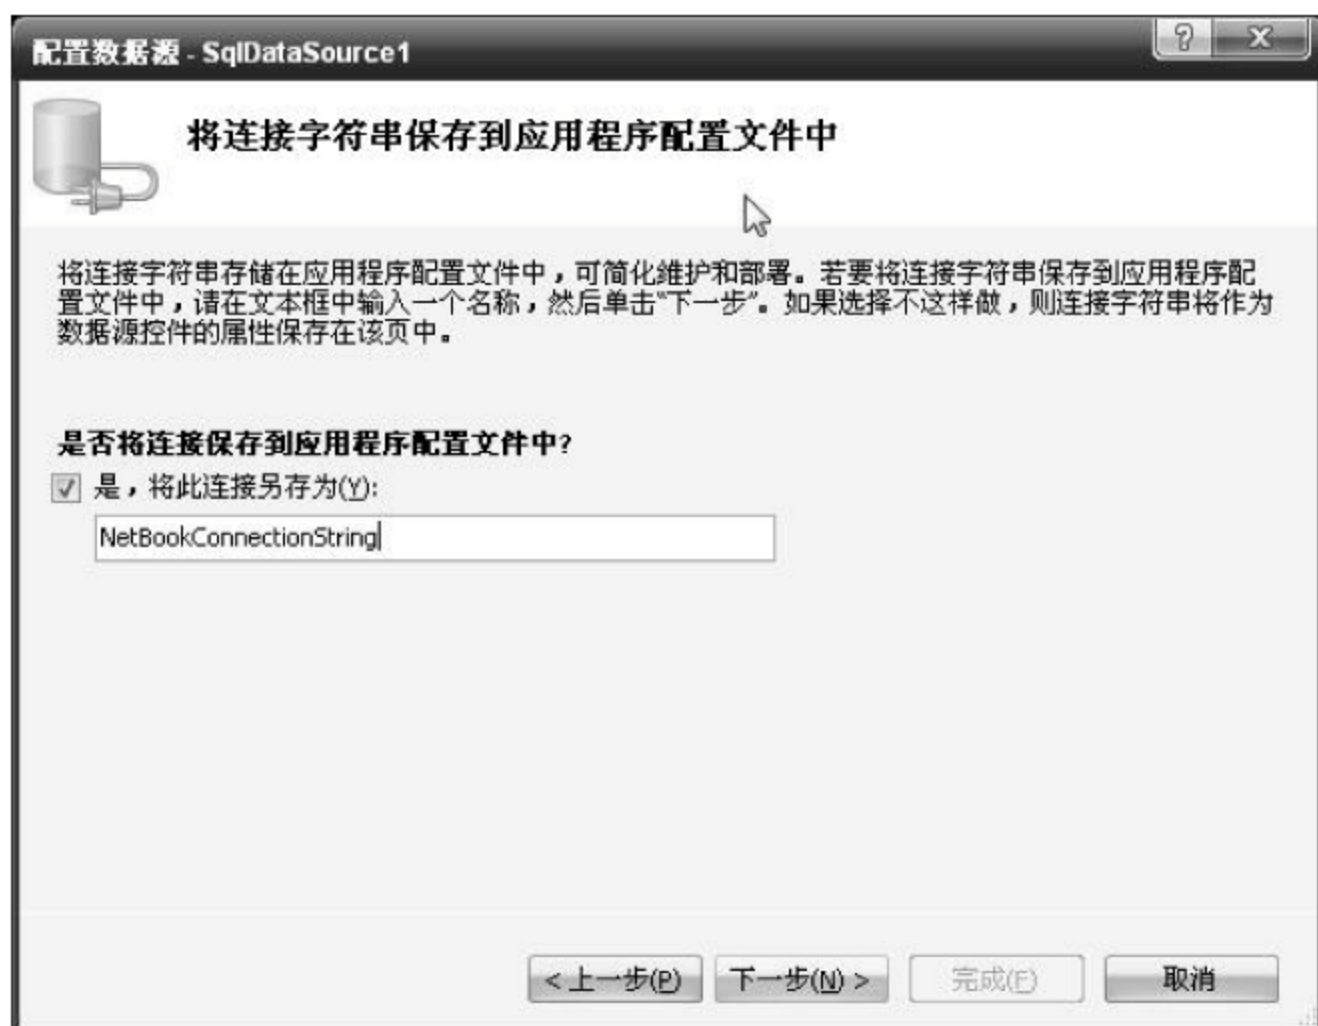 配置数据源 - SqlDataSource1
?
将连接字符串保存到应用程序配置文件中
将连接字符串存储在应用程序配置文件中，可简化维护和部署。若要将连接字符串保存到应用程序配
置文件中，请在文本框中输入一个名称，然后单击“下一步”。如果选择不这样做，则连接字符串将作为
数据源控件的属性保存在该页中。
是否将连接保存到应用程序配置文件中?
是，将此连接另存为(Y):
NetBookConnectionString
< 上一步(P)
下一步(N) >
完成(F)
取消